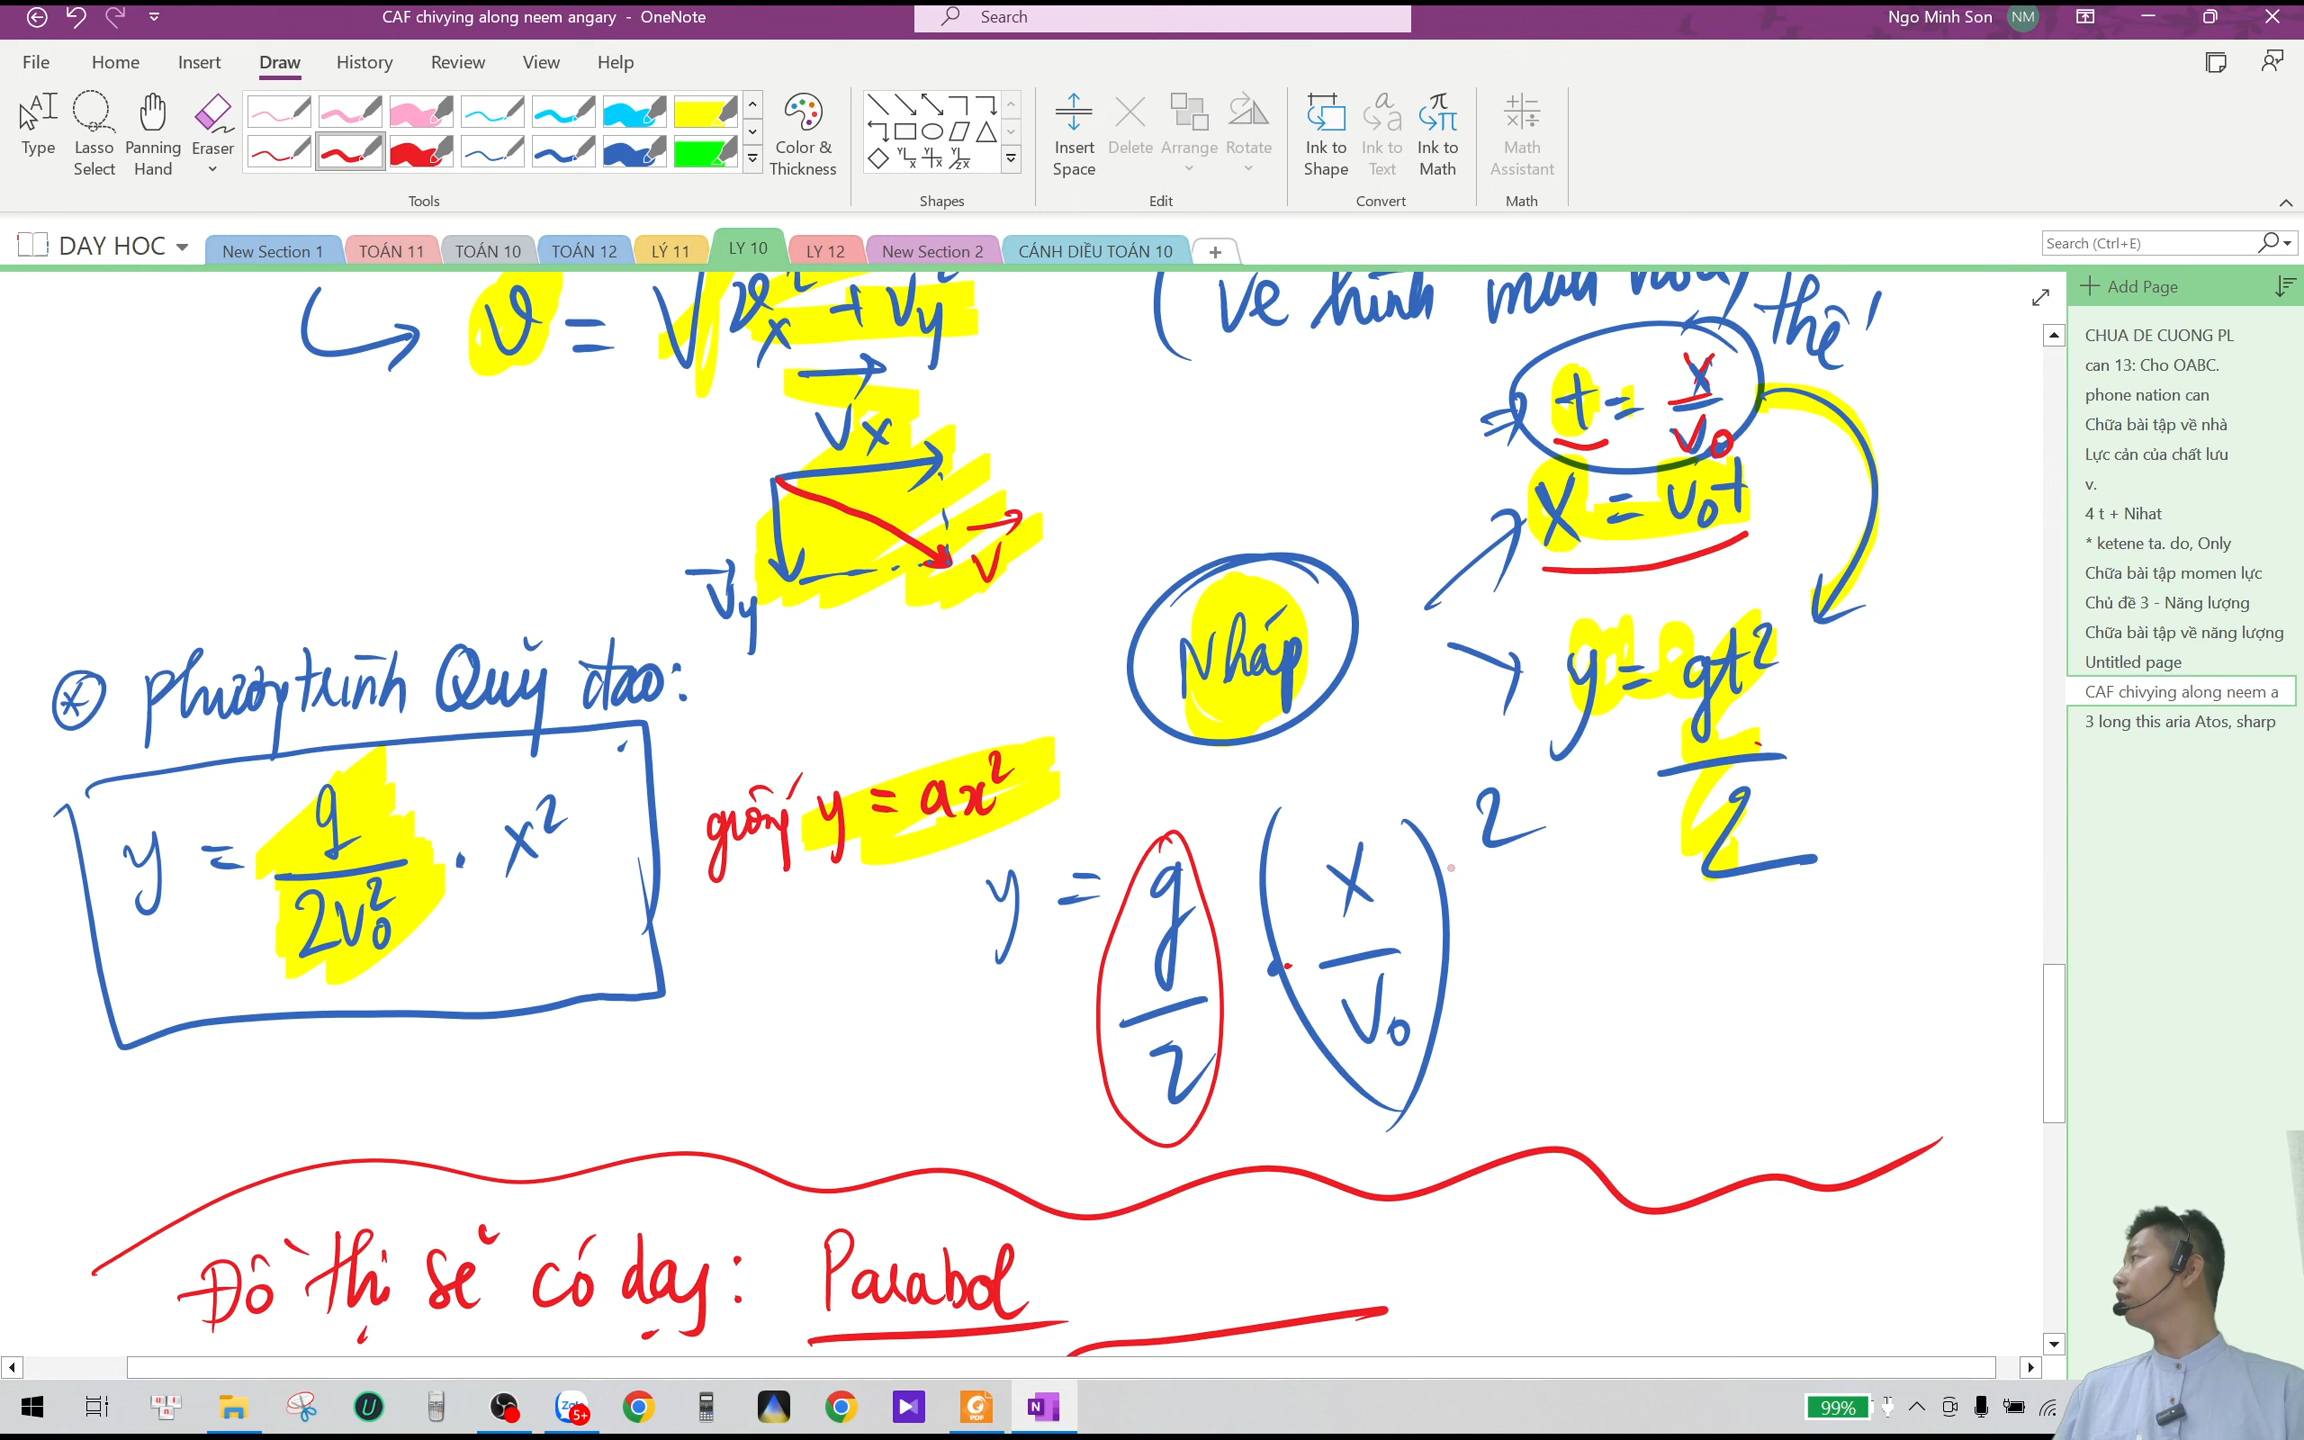 CAF chivying along neem angary - OneNote
Search
Ngo Minh Son
NM
File Home Insert Draw History Review View Help
Type
Lasso Select
Panning Hand
Eraser
Color & Thickness
Insert Space
Delete
Arrange
Rotate
Ink to Shape
Ink to Text
Ink to Math
Math Assistant
Tools Shapes Edit Convert Math
DAY HOC
New Section 1 TOÁN 11 TOÁN 10 TOÁN 12 LÝ 11 LY 10 LY 12 New Section 2 CÁNH DIỀU TOÁN 10 +
Search (Ctrl+E)
Add Page
CHUA DE CUONG PL
can 13: Cho OABC.
phone nation can
Chữa bài tập về nhà
Lực cản của chất lưu
v.
4 t + Nihat
* ketene ta. do, Only
Chữa bài tập momen lực
Chủ đề 3 - Năng lượng
Chữa bài tập về năng lượng
Untitled page
CAF chivying along neem a
3 long this aria Atos, sharp
v = √(vx² + vy²)
(Vẽ hình
thế
⇒ t = x/v₀
Vx
x = v₀t
V
Vy
Nháp
y = gt²/2
⊛ Phương trình Quỹ đạo:
y = g/2v₀² . x²
giống y = ax²
y = g/2 . (x/v₀)²
Đồ thị sẽ có dạng: Parabol
99%